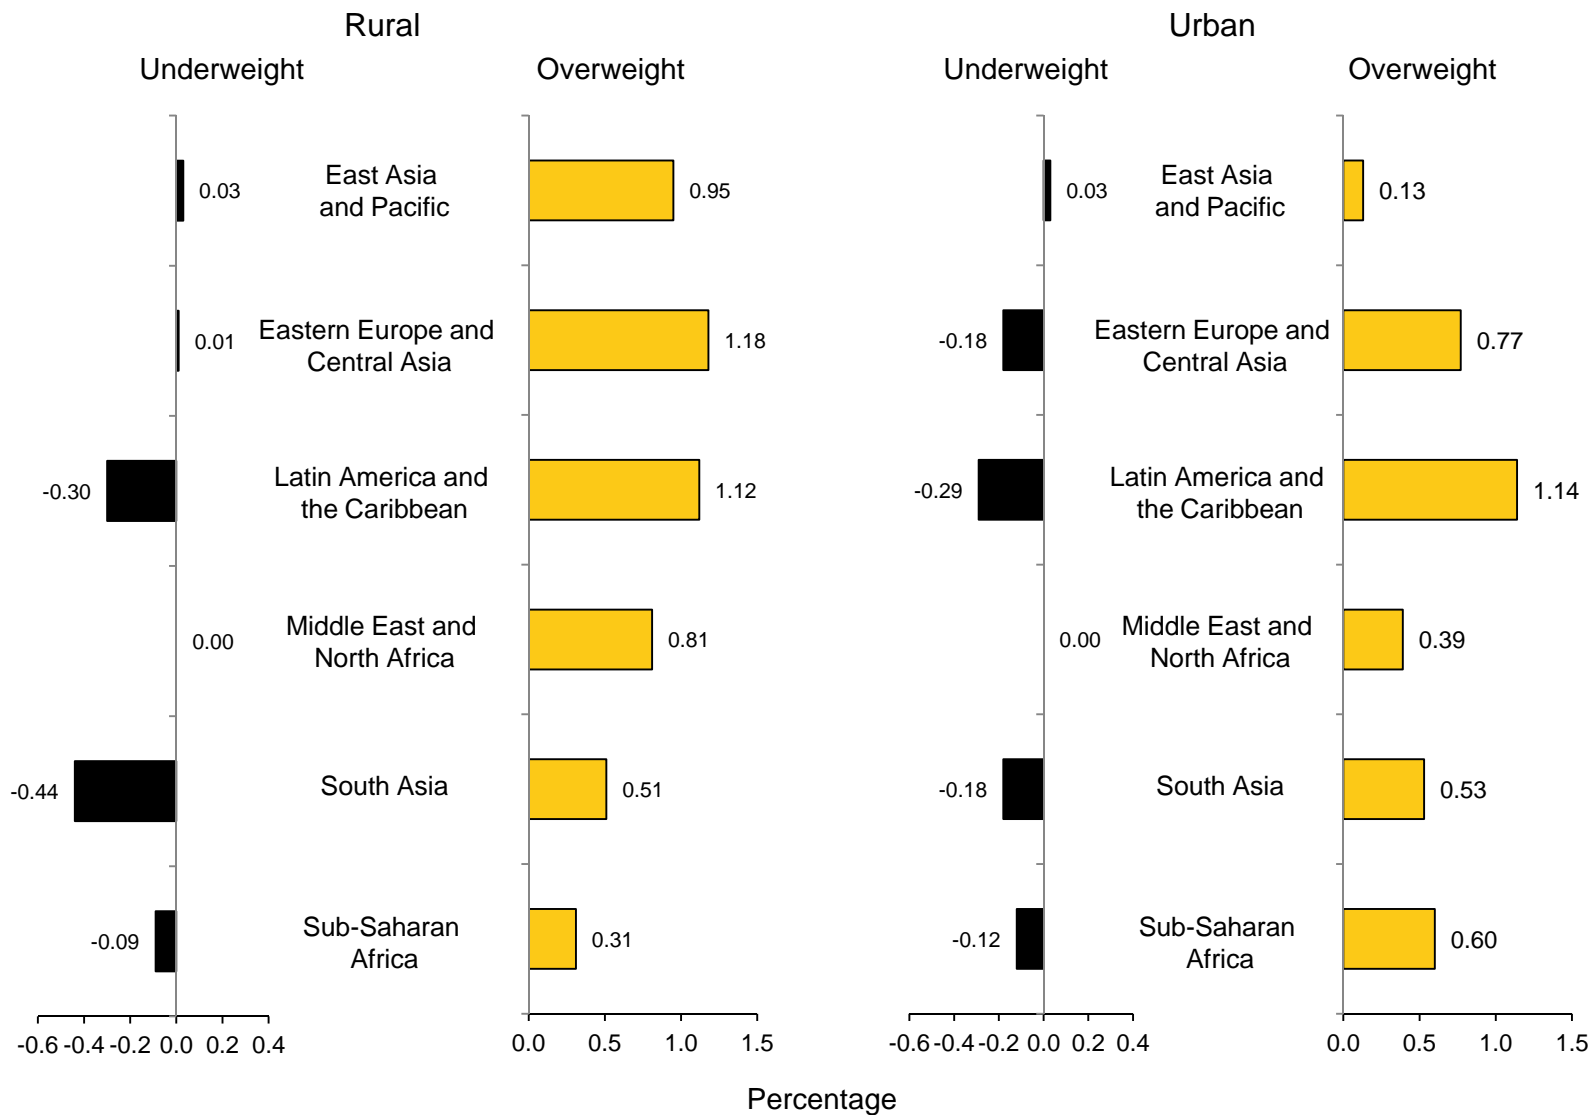 Rural
Urban
Underweight
Overweight
Underweight
Overweight
0.03
East Asia
and Pacific
0.95
0.03
East Asia
and Pacific
0.13
0.01
Eastern Europe and
Central Asia
1.18
-0.18
Eastern Europe and
Central Asia
0.77
-0.30
Latin America and
the Caribbean
1.12
-0.29
Latin America and
the Caribbean
1.14
0.00
Middle East and
North Africa
0.81
0.00
Middle East and
North Africa
0.39
-0.44
South Asia
0.51
-0.18
South Asia
0.53
-0.09
Sub-Saharan
Africa
0.31
-0.12
Sub-Saharan
Africa
0.60
-0.6 -0.4 -0.2 0.0 0.2 0.4
0.0 0.5 1.0 1.5
-0.6 -0.4 -0.2 0.0 0.2 0.4
0.0 0.5 1.0 1.5
Percentage